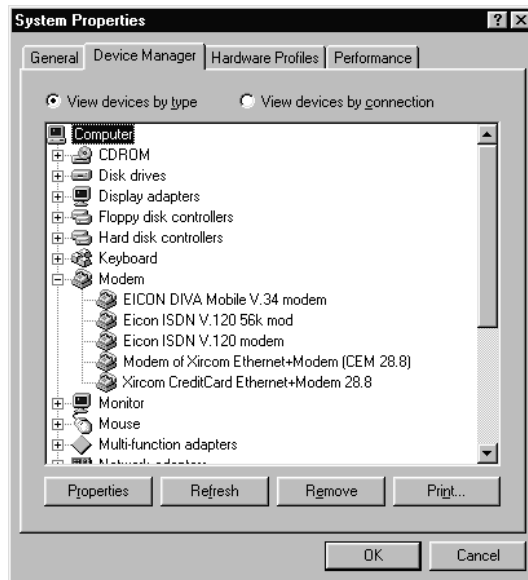 System Properties
General Device Manager Hardware Profiles Performance
View devices by type View devices by connection
Computer
CDROM
Disk drives
Display adapters
Floppy disk controllers
Hard disk controllers
Keyboard
Modem
EICON DIVA Mobile V.34 modem
Eicon ISDN V.120 56k mod
Eicon ISDN V.120 modem
Modem of Xircom Ethernet+Modem (CEM 28.8)
Xircom CreditCard Ethernet+Modem 28.8
Monitor
Mouse
Multi-function adapters
Network adapters
Properties Refresh Remove Print...
OK Cancel